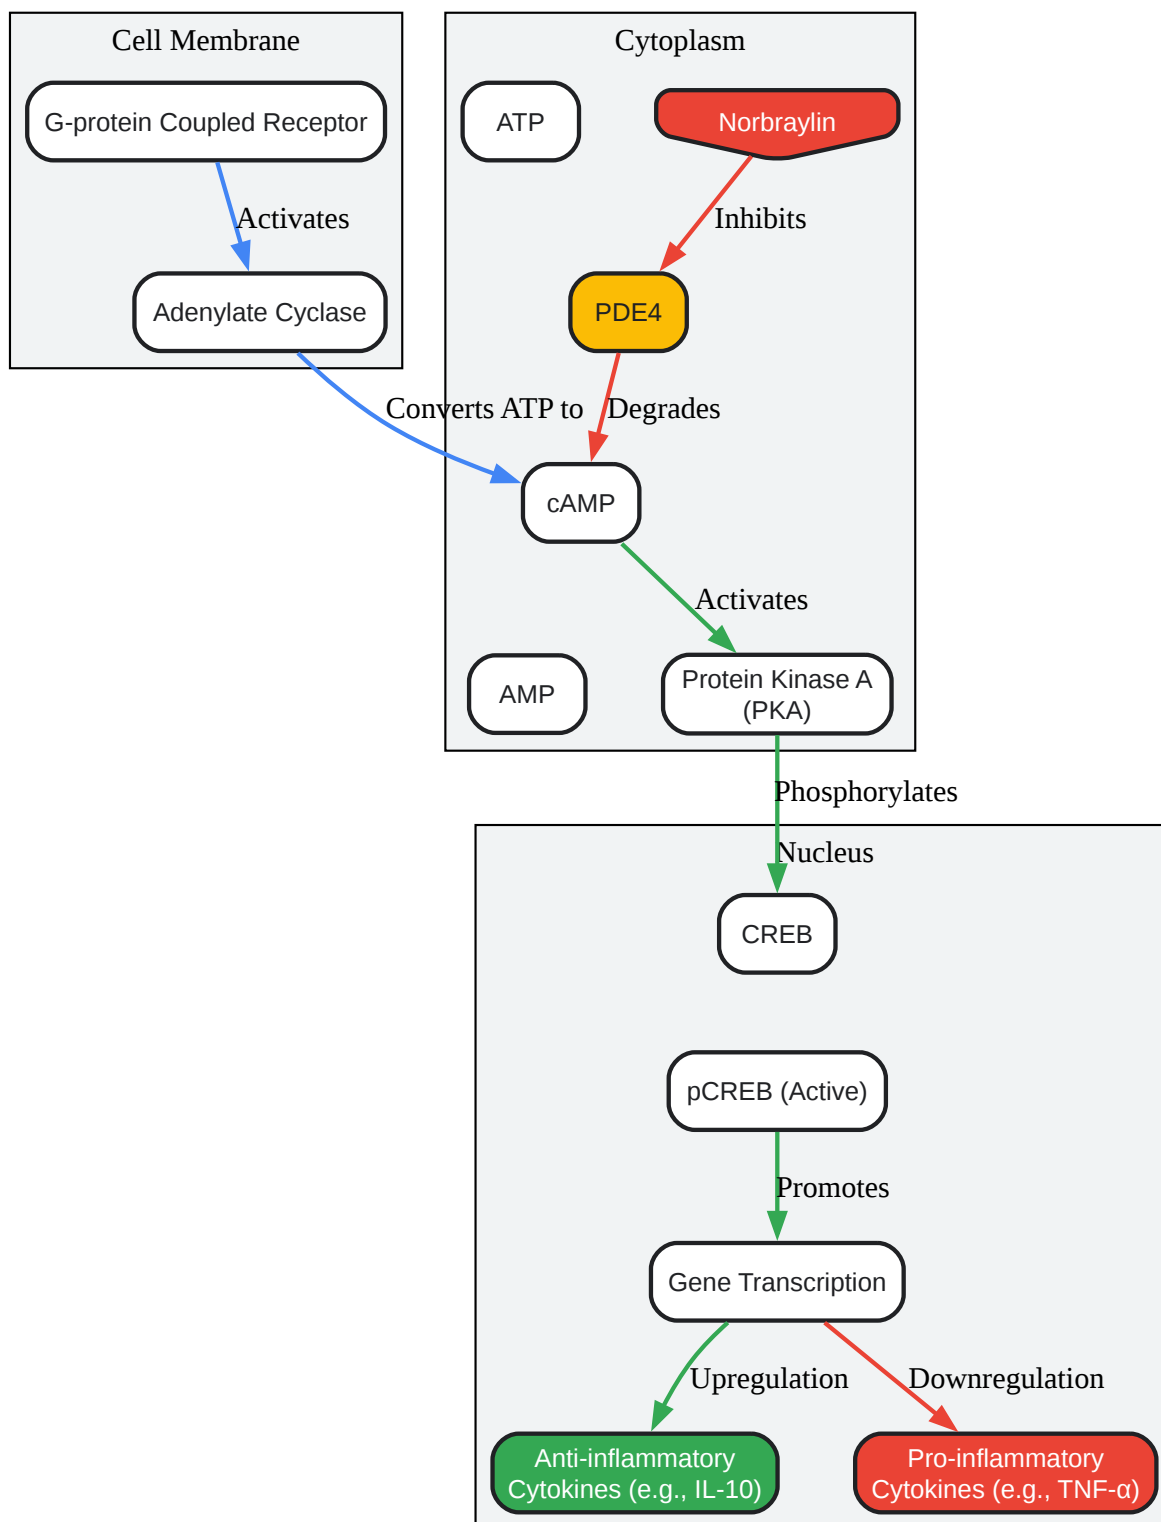 Cell Membrane
G-protein Coupled Receptor
Activates
Adenylate Cyclase
Converts ATP to
Cytoplasm
ATP
Norbraylin
Inhibits
PDE4
Degrades
cAMP
Activates
AMP
Protein Kinase A
(PKA)
Phosphorylates
Nucleus
CREB
pCREB (Active)
Promotes
Gene Transcription
Upregulation
Downregulation
Anti-inflammatory
Cytokines (e.g., IL-10)
Pro-inflammatory
Cytokines (e.g., TNF-α)